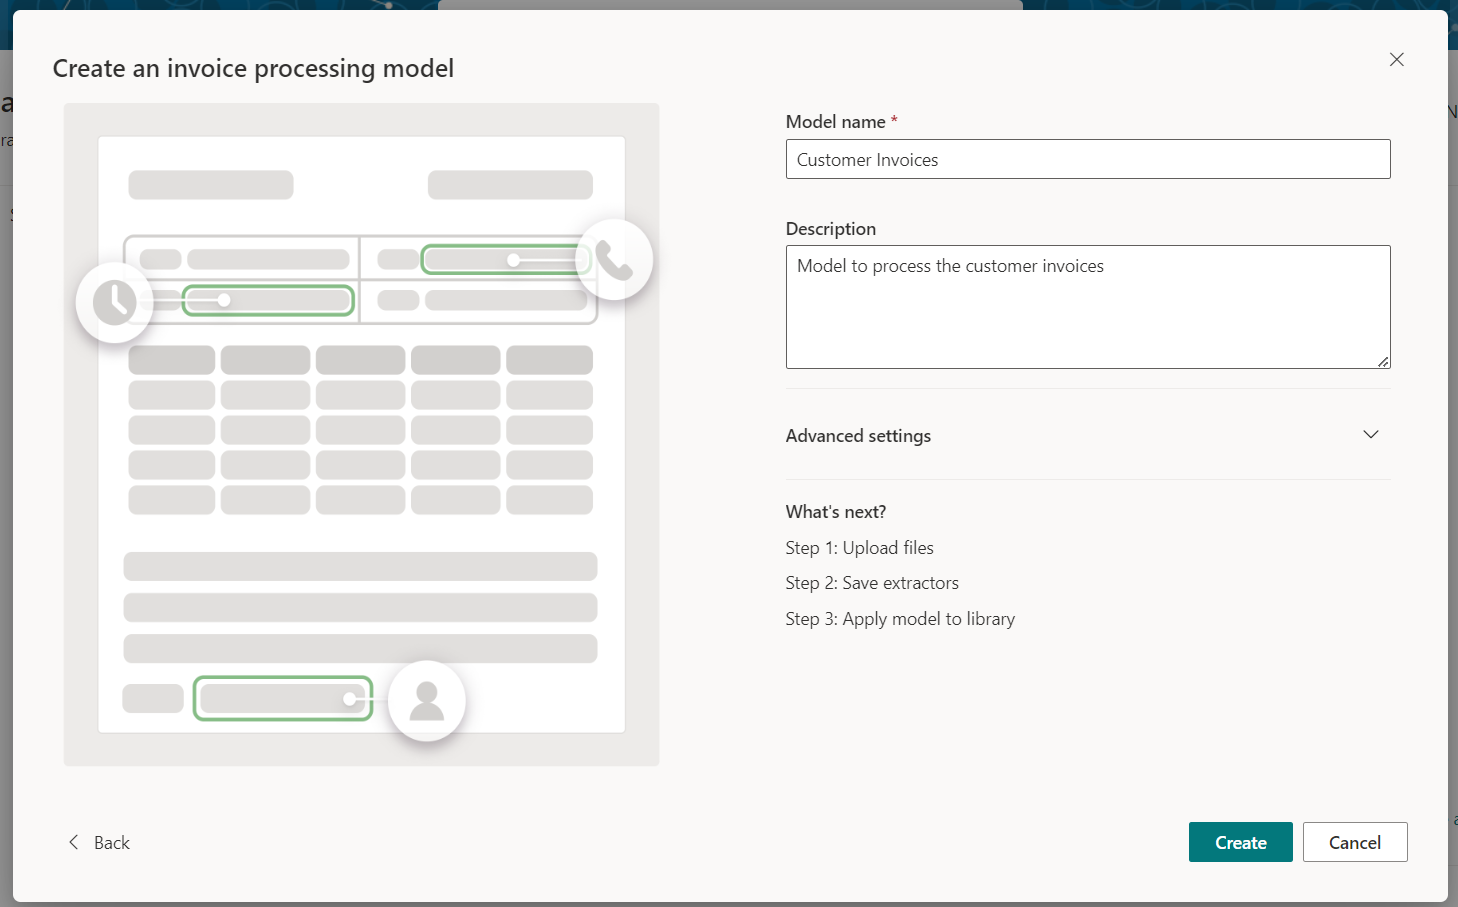 Create an invoice processing model
Model name *
Customer Invoices
Description
Model to process the customer invoices
Advanced settings
What's next?
Step 1: Upload files
Step 2: Save extractors
Step 3: Apply model to library
Back
Create
Cancel